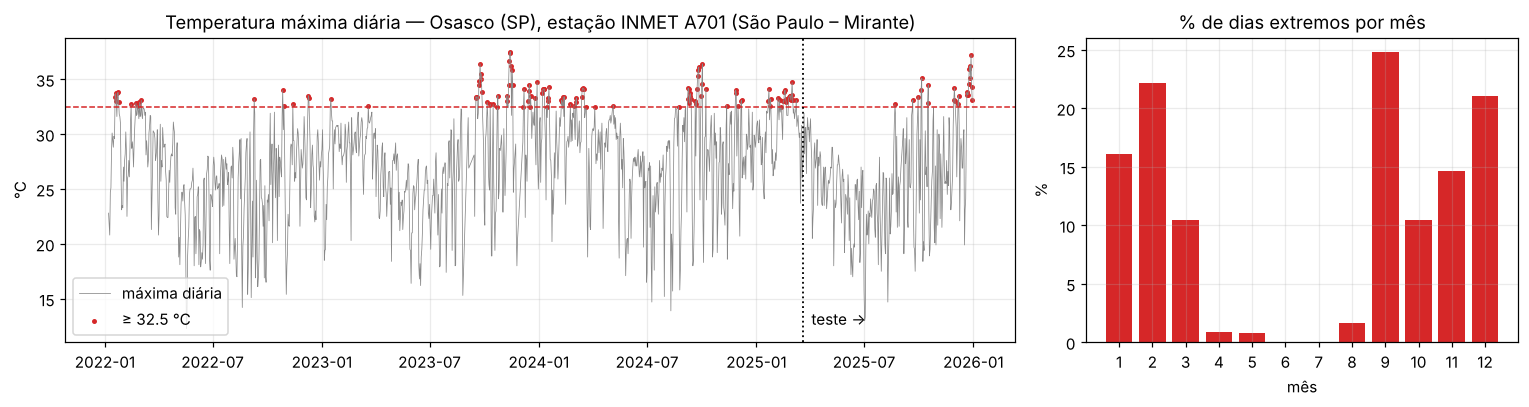 Temperatura máxima diária — Osasco (SP), estação INMET A701 (São Paulo – Mirante)
°C
35
30
25
20
15
máxima diária
≥ 32.5 °C
teste →
2022-01
2022-07
2023-01
2023-07
2024-01
2024-07
2025-01
2025-07
2026-01
% de dias extremos por mês
%
25
20
15
10
5
0
1 2 3 4 5 6 7 8 9 10 11 12
mês